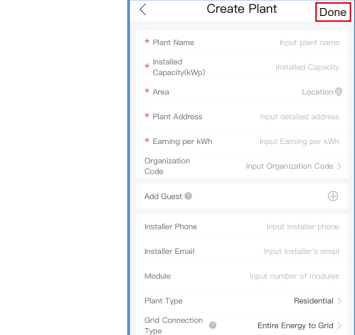 Create Plant
Done
* Plant Name Input plant name
* Installed Capacity(kWp) Installed Capacity
* Area Location
* Plant Address Input detailed address
* Earning per kWh Input Earning per kWh
Organization Code Input Organization Code >
Add Guest
Installer Phone Input installer phone
Installer Email Input installer's email
Module Input number of modules
Plant Type Residential >
Grid Connection Type Entire Energy to Grid >